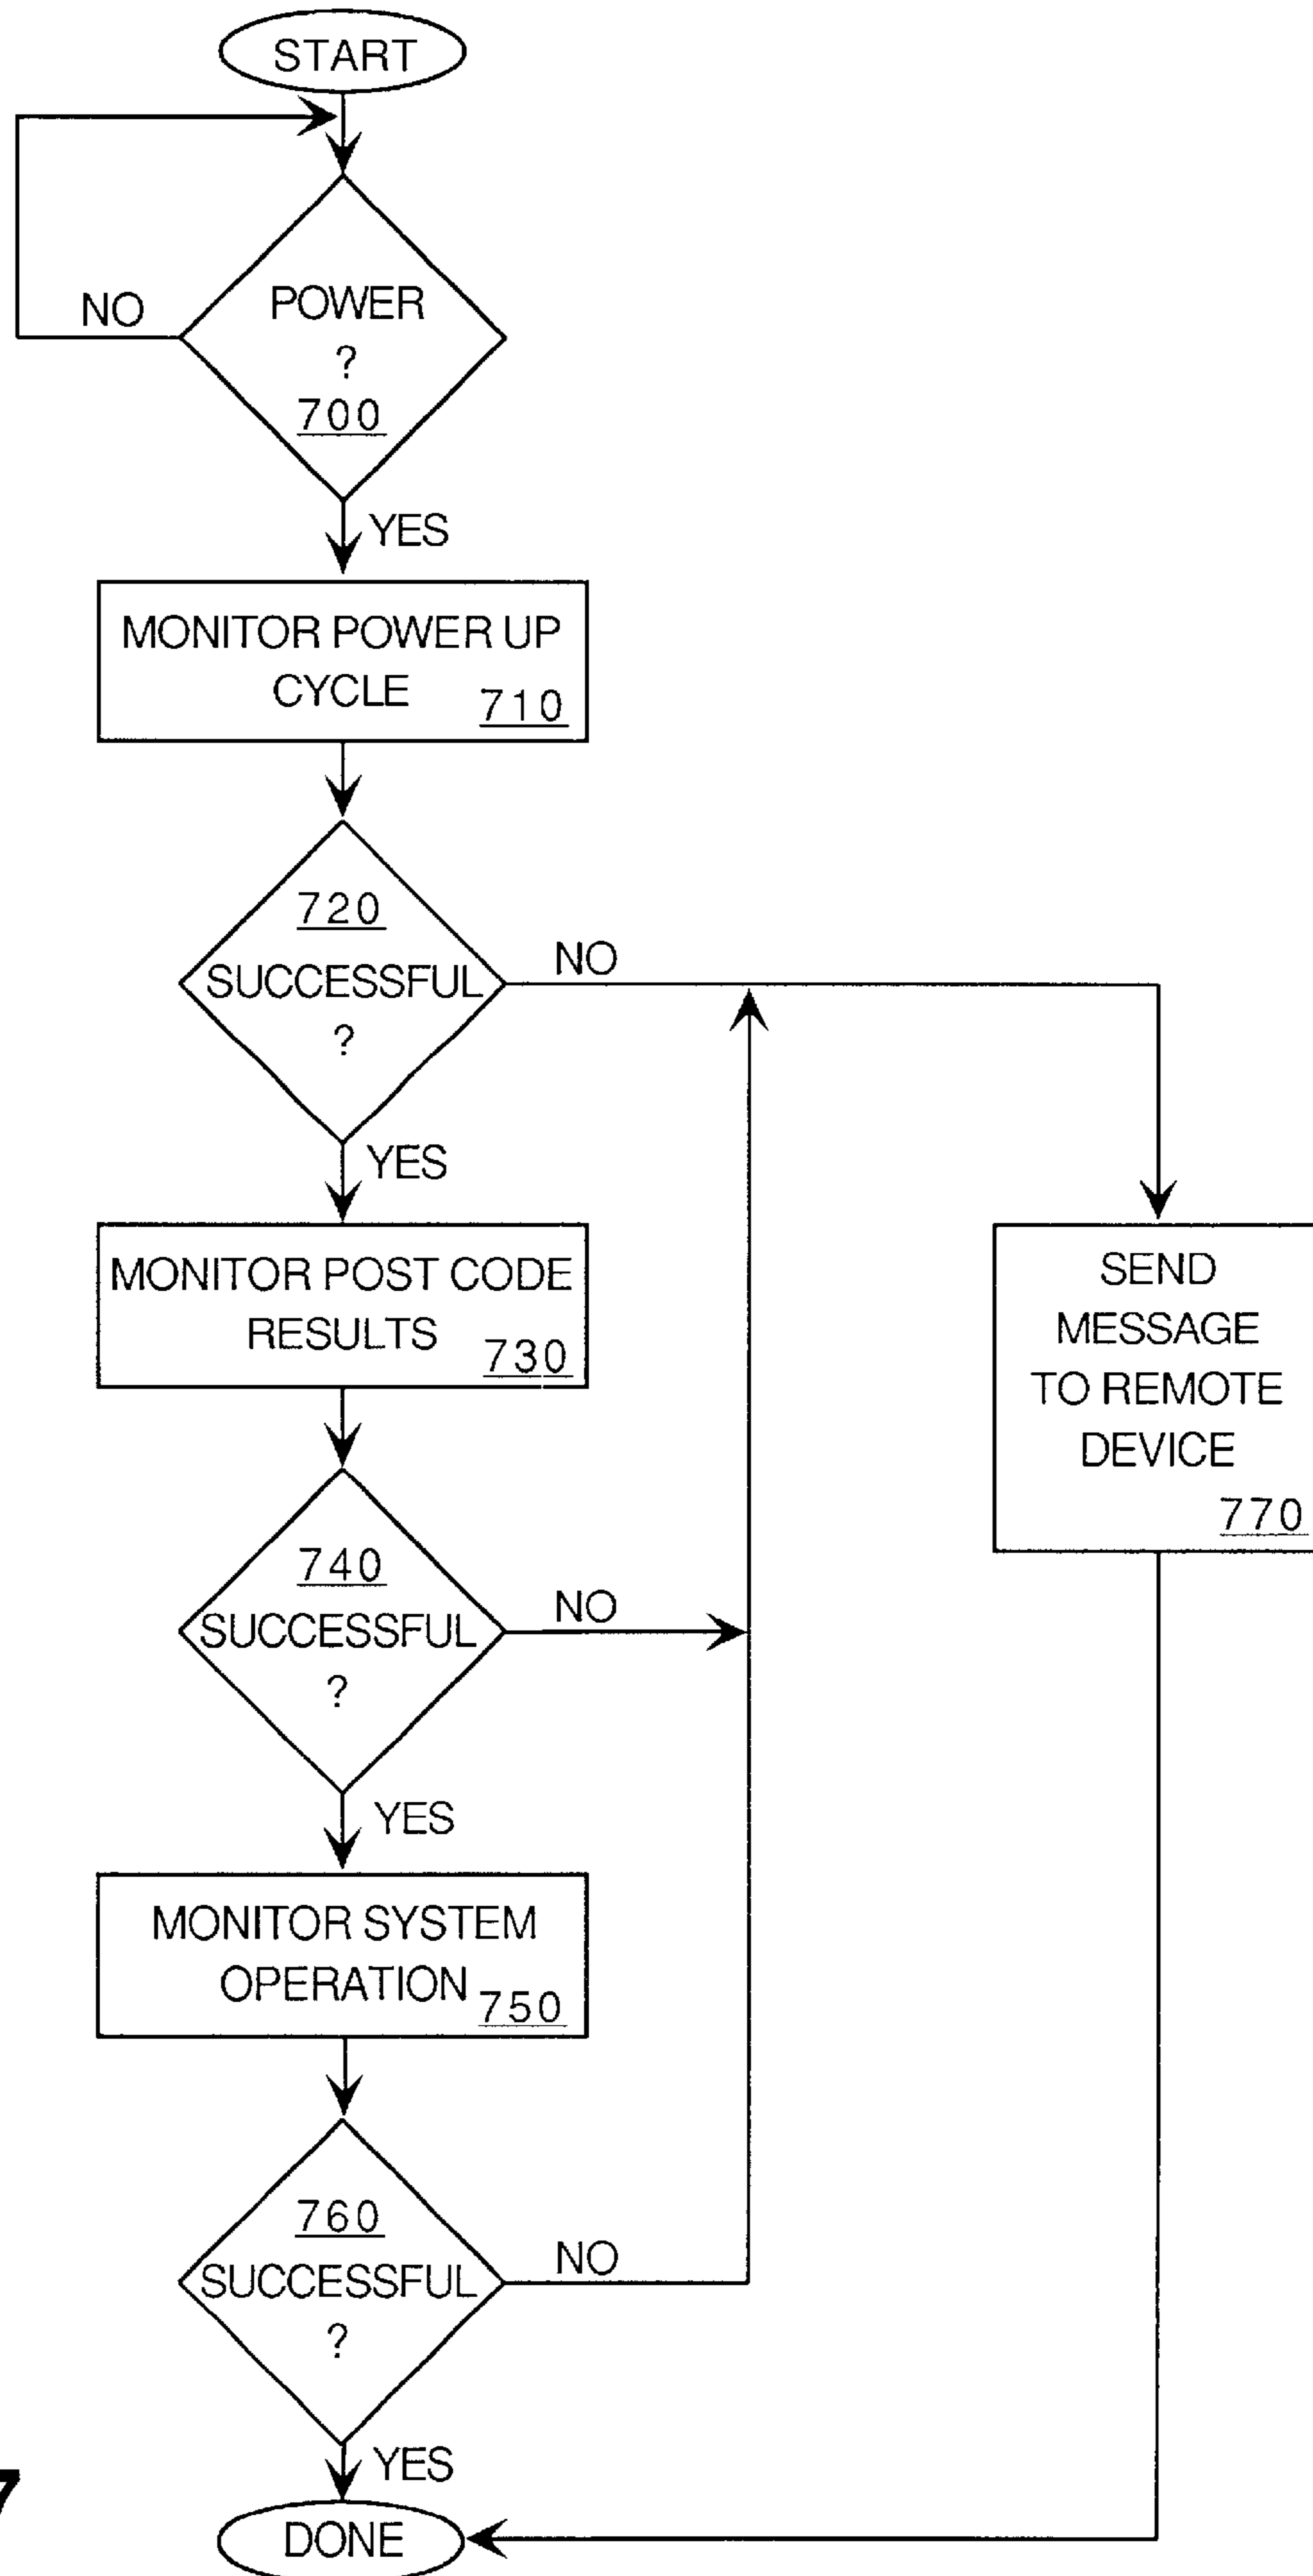 START
POWER
?
700
NO
YES
MONITOR POWER UP
CYCLE 710
720
SUCCESSFUL
?
NO
YES
MONITOR POST CODE
RESULTS 730
SEND
MESSAGE
TO REMOTE
DEVICE
770
740
SUCCESSFUL
?
NO
YES
MONITOR SYSTEM
OPERATION 750
760
SUCCESSFUL
?
NO
YES
DONE
7